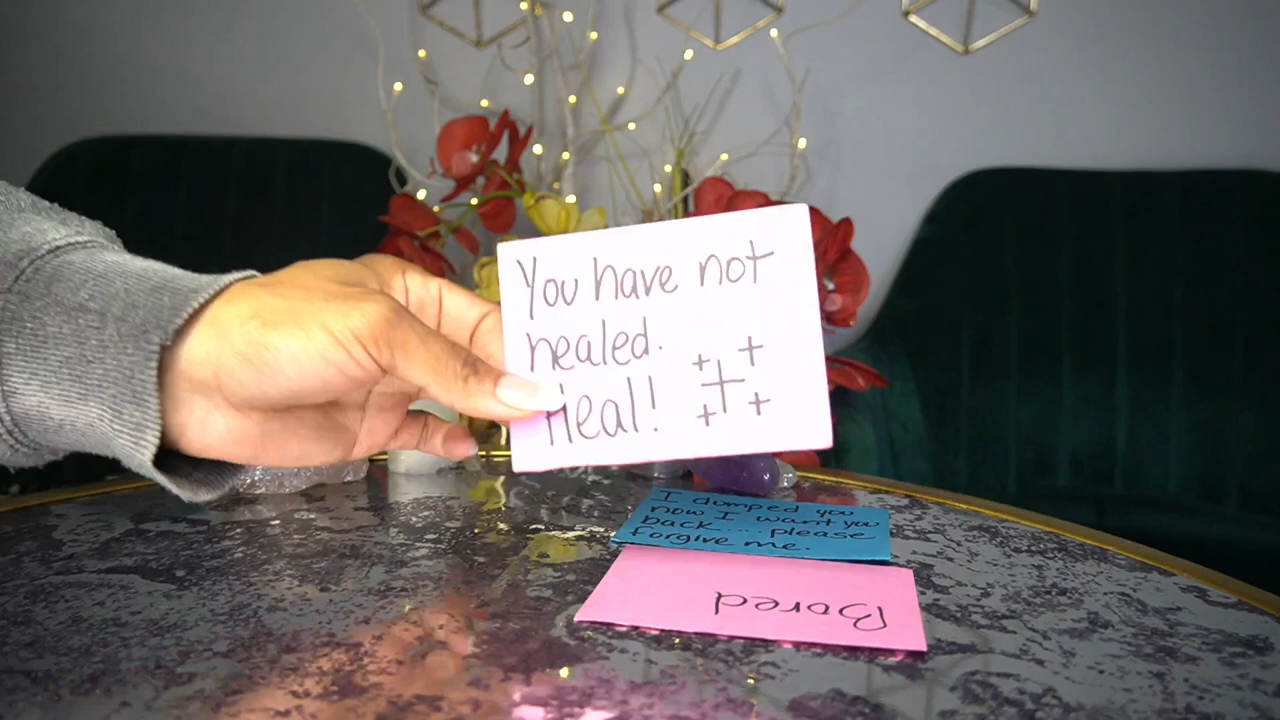 You have not
healed.
Heal!
I dumped you
now I want you
back.... please
forgive me.
Bored